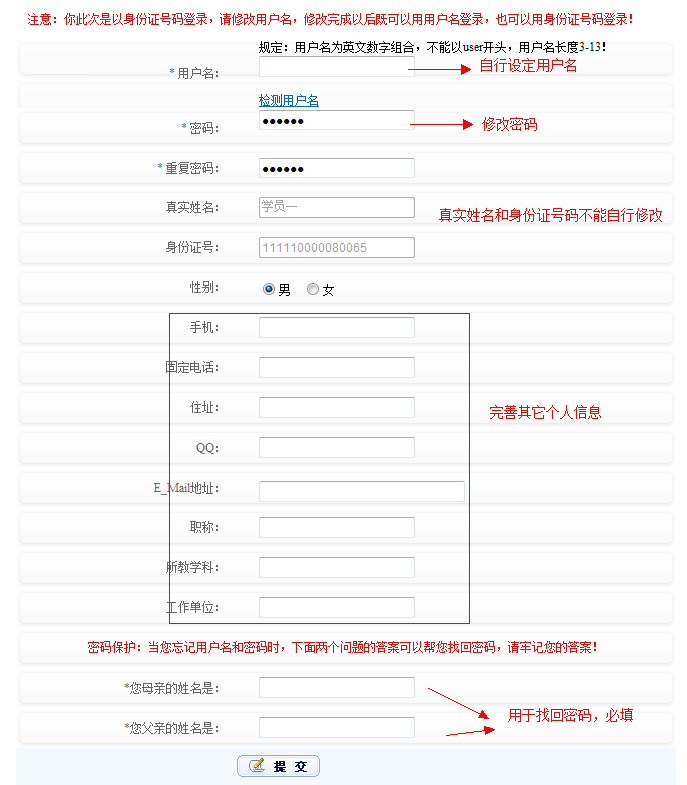 注意：你此次是以身份证号码登录，请修改用户名，修改完成以后既可以用用户名登录，也可以用身份证号码登录！
规定：用户名为英文数字组合，不能以user开头，用户名长度3-13！
*用户名：
自行设定用户名
检测用户名
*密码：
●●●●●●
修改密码
*重复密码：
●●●●●●
真实姓名：
学员一
真实姓名和身份证号码不能自行修改
身份证号：
111110000080065
性别：
男 女
手机：
固定电话：
住址：
完善其它个人信息
QQ：
E_Mail地址：
职称：
所教学科：
工作单位：
密码保护：当您忘记用户名和密码时，下面两个问题的答案可以帮您找回密码，请牢记您的答案！
*您母亲的姓名是：
用于找回密码，必填
*您父亲的姓名是：
提 交